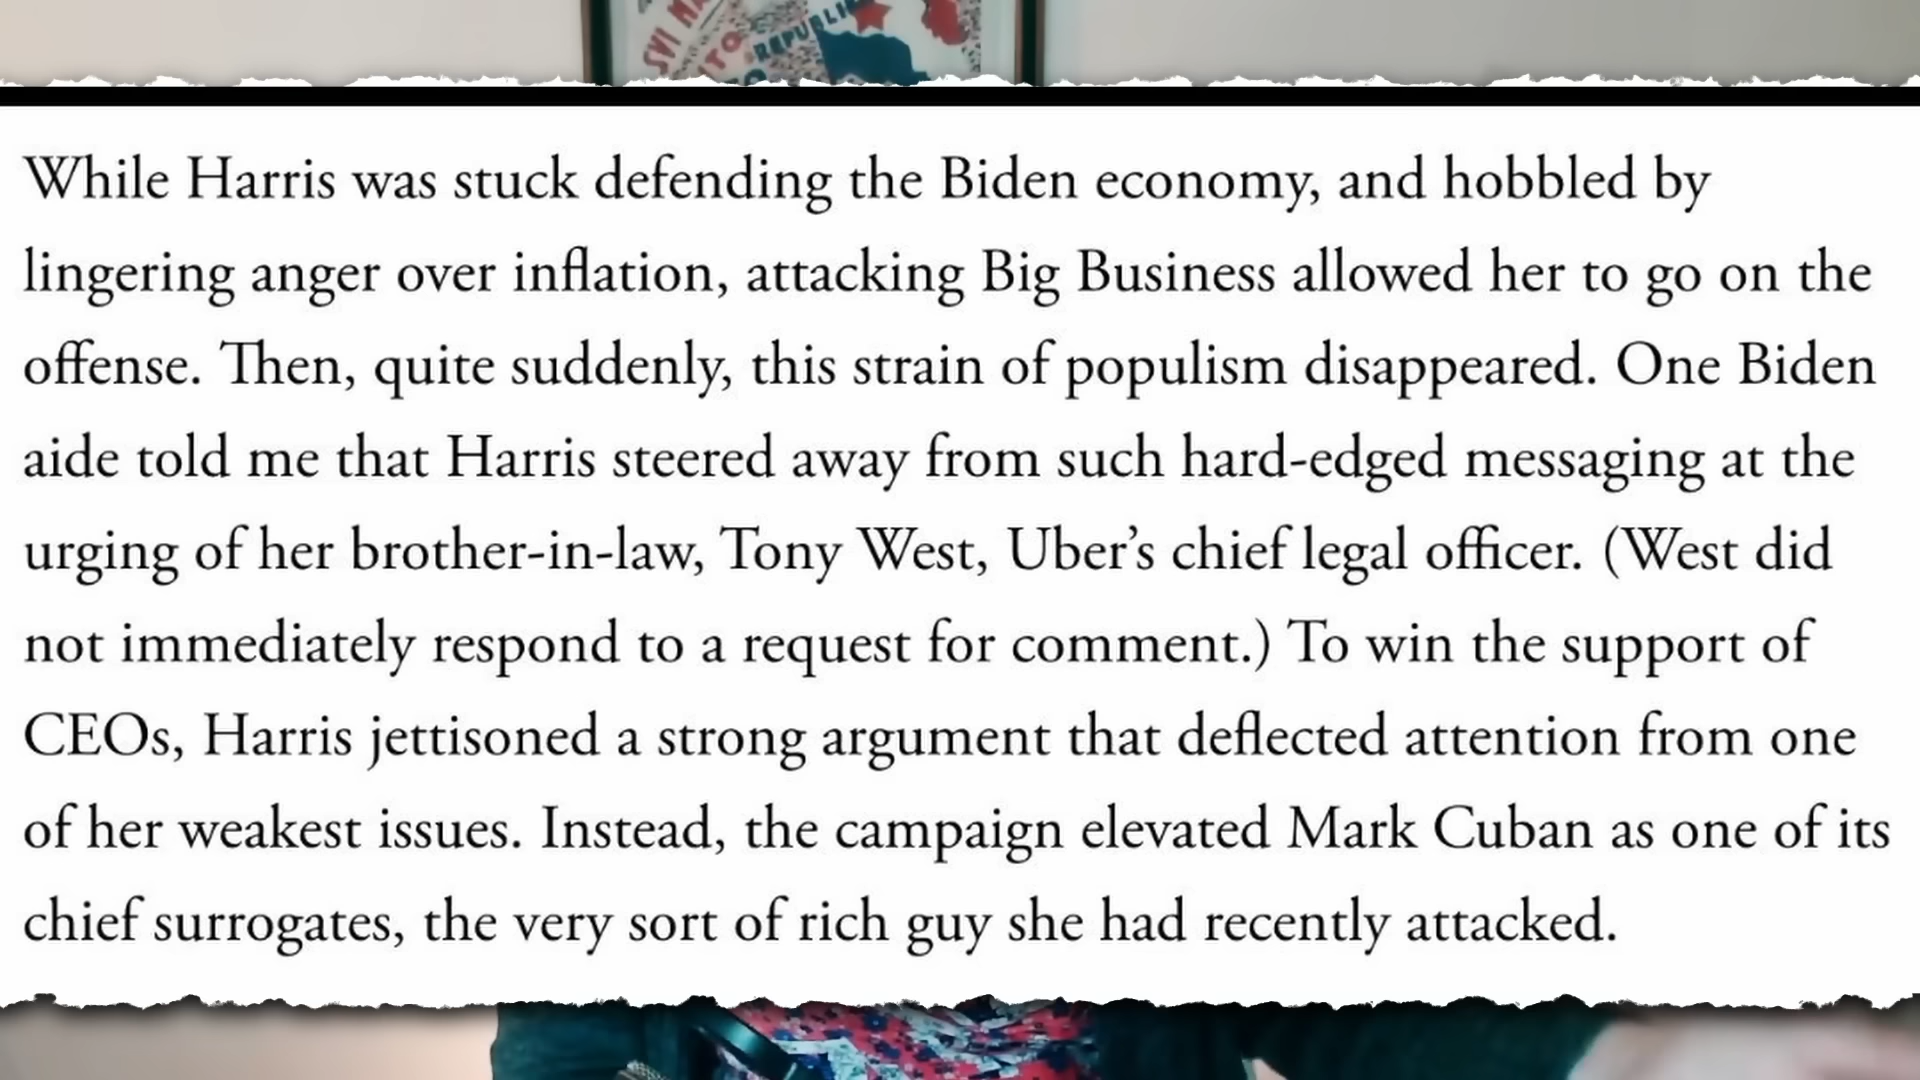 SVI NA
ITO
REPUBLIK
While Harris was stuck defending the Biden economy, and hobbled by
lingering anger over inflation, attacking Big Business allowed her to go on the
offense. Then, quite suddenly, this strain of populism disappeared. One Biden
aide told me that Harris steered away from such hard-edged messaging at the
urging of her brother-in-law, Tony West, Uber’s chief legal officer. (West did
not immediately respond to a request for comment.) To win the support of
CEOs, Harris jettisoned a strong argument that deflected attention from one
of her weakest issues. Instead, the campaign elevated Mark Cuban as one of its
chief surrogates, the very sort of rich guy she had recently attacked.